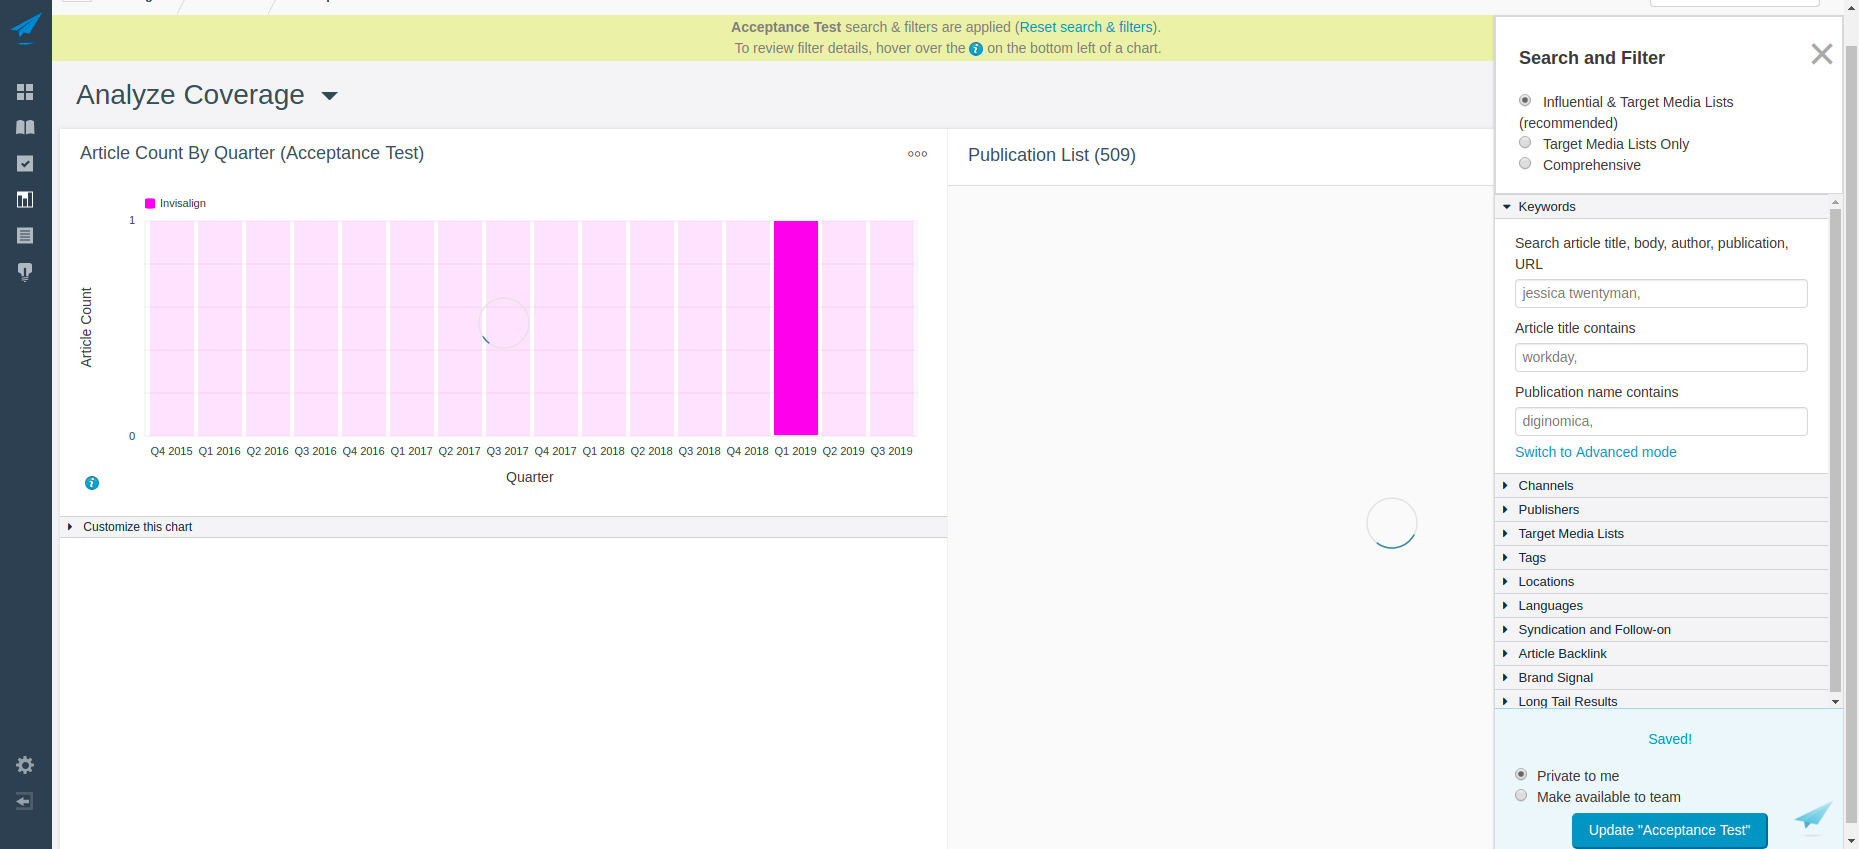 Acceptance Test search & filters are applied (Reset search & filters).
To review filter details, hover over the i on the bottom left of a chart.
Analyze Coverage
Article Count By Quarter (Acceptance Test)
Invisalign
1
0
Article Count
Q4 2015 Q1 2016 Q2 2016 Q3 2016 Q4 2016 Q1 2017 Q2 2017 Q3 2017 Q4 2017 Q1 2018 Q2 2018 Q3 2018 Q4 2018 Q1 2019 Q2 2019 Q3 2019
Quarter
i
Customize this chart
Publication List (509)
Search and Filter
Influential & Target Media Lists
(recommended)
Target Media Lists Only
Comprehensive
Keywords
Search article title, body, author, publication,
URL
jessica twentyman,
Article title contains
workday,
Publication name contains
diginomica,
Switch to Advanced mode
Channels
Publishers
Target Media Lists
Tags
Locations
Languages
Syndication and Follow-on
Article Backlink
Brand Signal
Long Tail Results
Saved!
Private to me
Make available to team
Update "Acceptance Test"